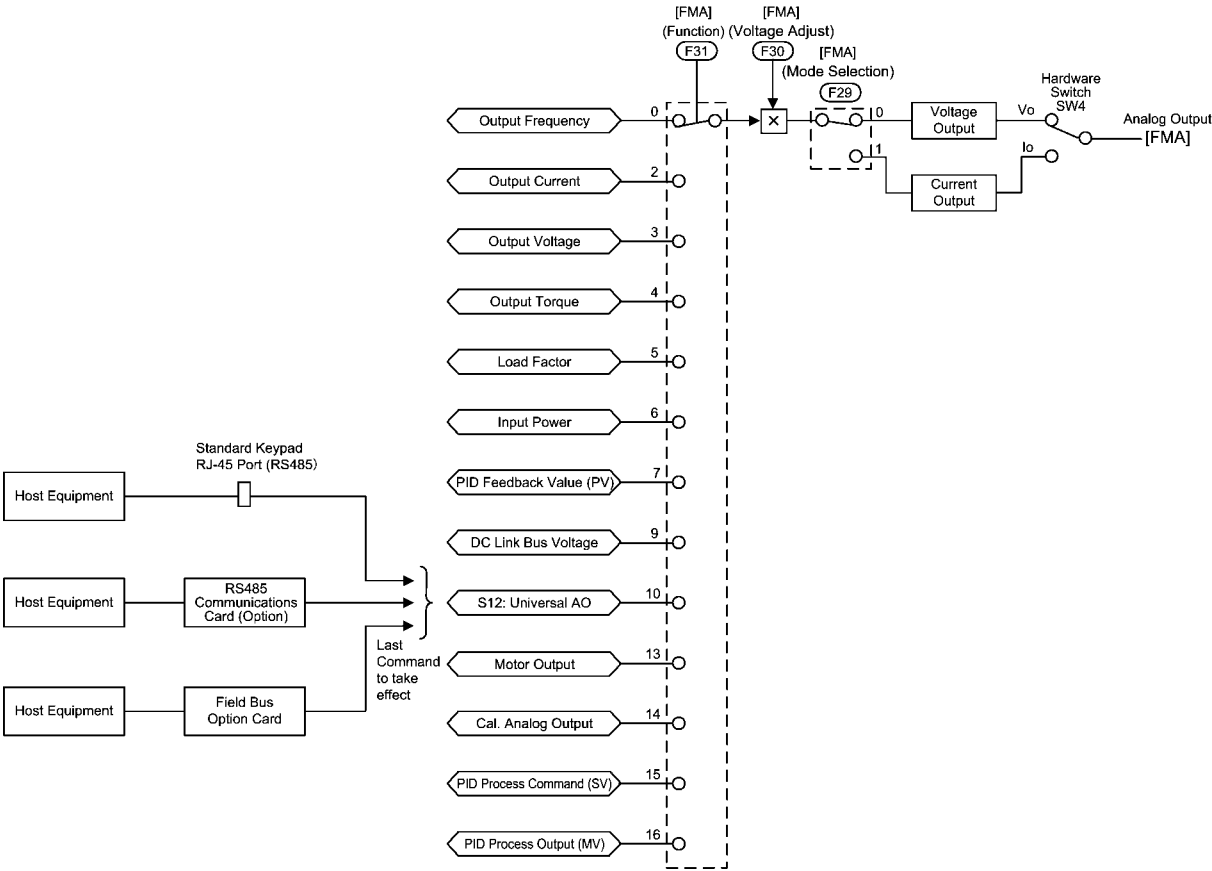 [FMA]
(Function)
F31
[FMA]
(Voltage Adjust)
F30
[FMA]
(Mode Selection)
F29
Hardware
Switch
SW4
Output Frequency
0
×
0
Voltage
Output
Vo
Analog Output
[FMA]
1
Current
Output
Io
Output Current
2
Output Voltage
3
Output Torque
4
Load Factor
5
Input Power
6
Standard Keypad
RJ-45 Port (RS485)
Host Equipment
PID Feedback Value (PV)
7
DC Link Bus Voltage
9
Host Equipment
RS485
Communications
Card (Option)
S12: Universal AO
10
Last
Command
to take
effect
Motor Output
13
Host Equipment
Field Bus
Option Card
Cal. Analog Output
14
PID Process Command (SV)
15
PID Process Output (MV)
16